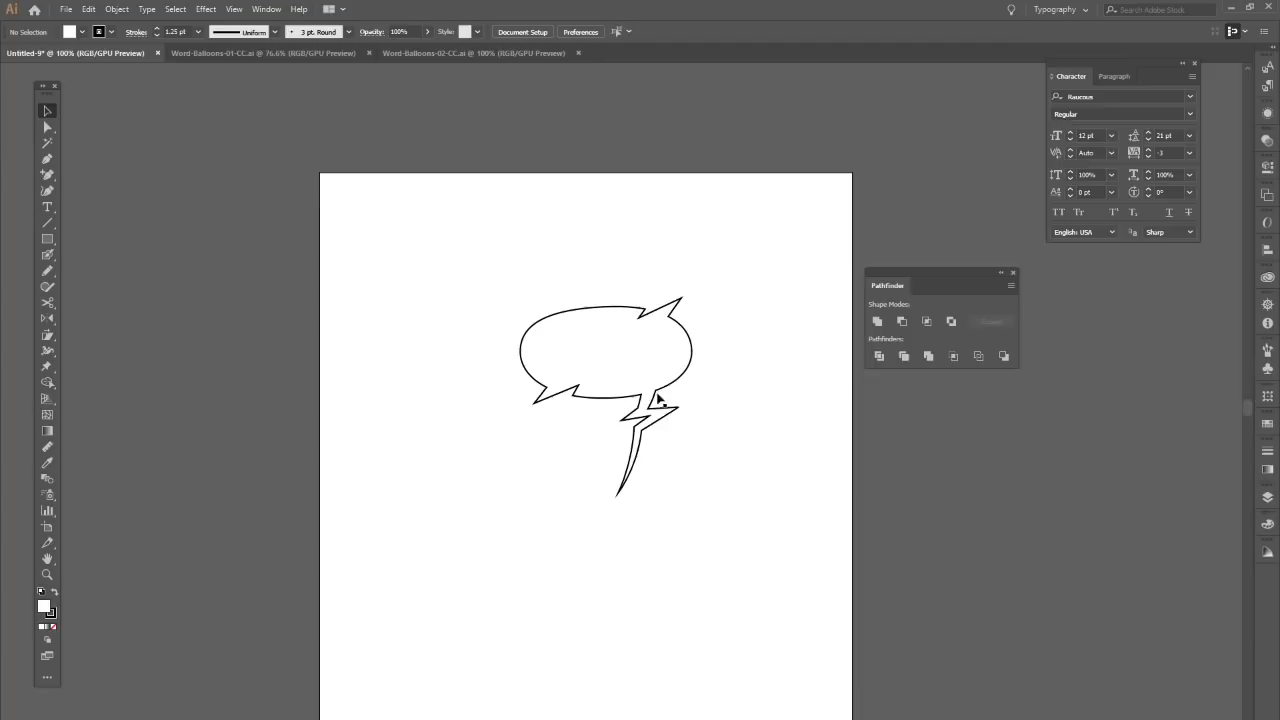 Ai File Edit Object Type Select Effect View Window Help Typography Search Adobe Stock
No Selection Stroke: 1.25 pt Uniform 3 pt. Round Opacity: 100% Style: Document Setup Preferences
Untitled-9* @ 100% (RGB/GPU Preview) × Word-Balloons-01-CC.ai @ 76.6% (RGB/GPU Preview) × Word-Balloons-02-CC.ai @ 100% (RGB/GPU Preview) ×
Character Paragraph
Raucous
Regular
12 pt 21 pt
Auto -3
100% 100%
0 pt 0°
TT Tr T' T, T T
English: USA Sharp
Pathfinder
Shape Modes:
Pathfinders: